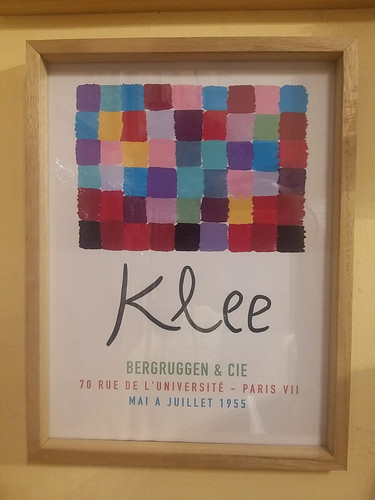 Klee
BERGRUGGEN & CIE
70 RUE DE L'UNIVERSITÉ - PARIS VII
MAI A JUILLET 1955